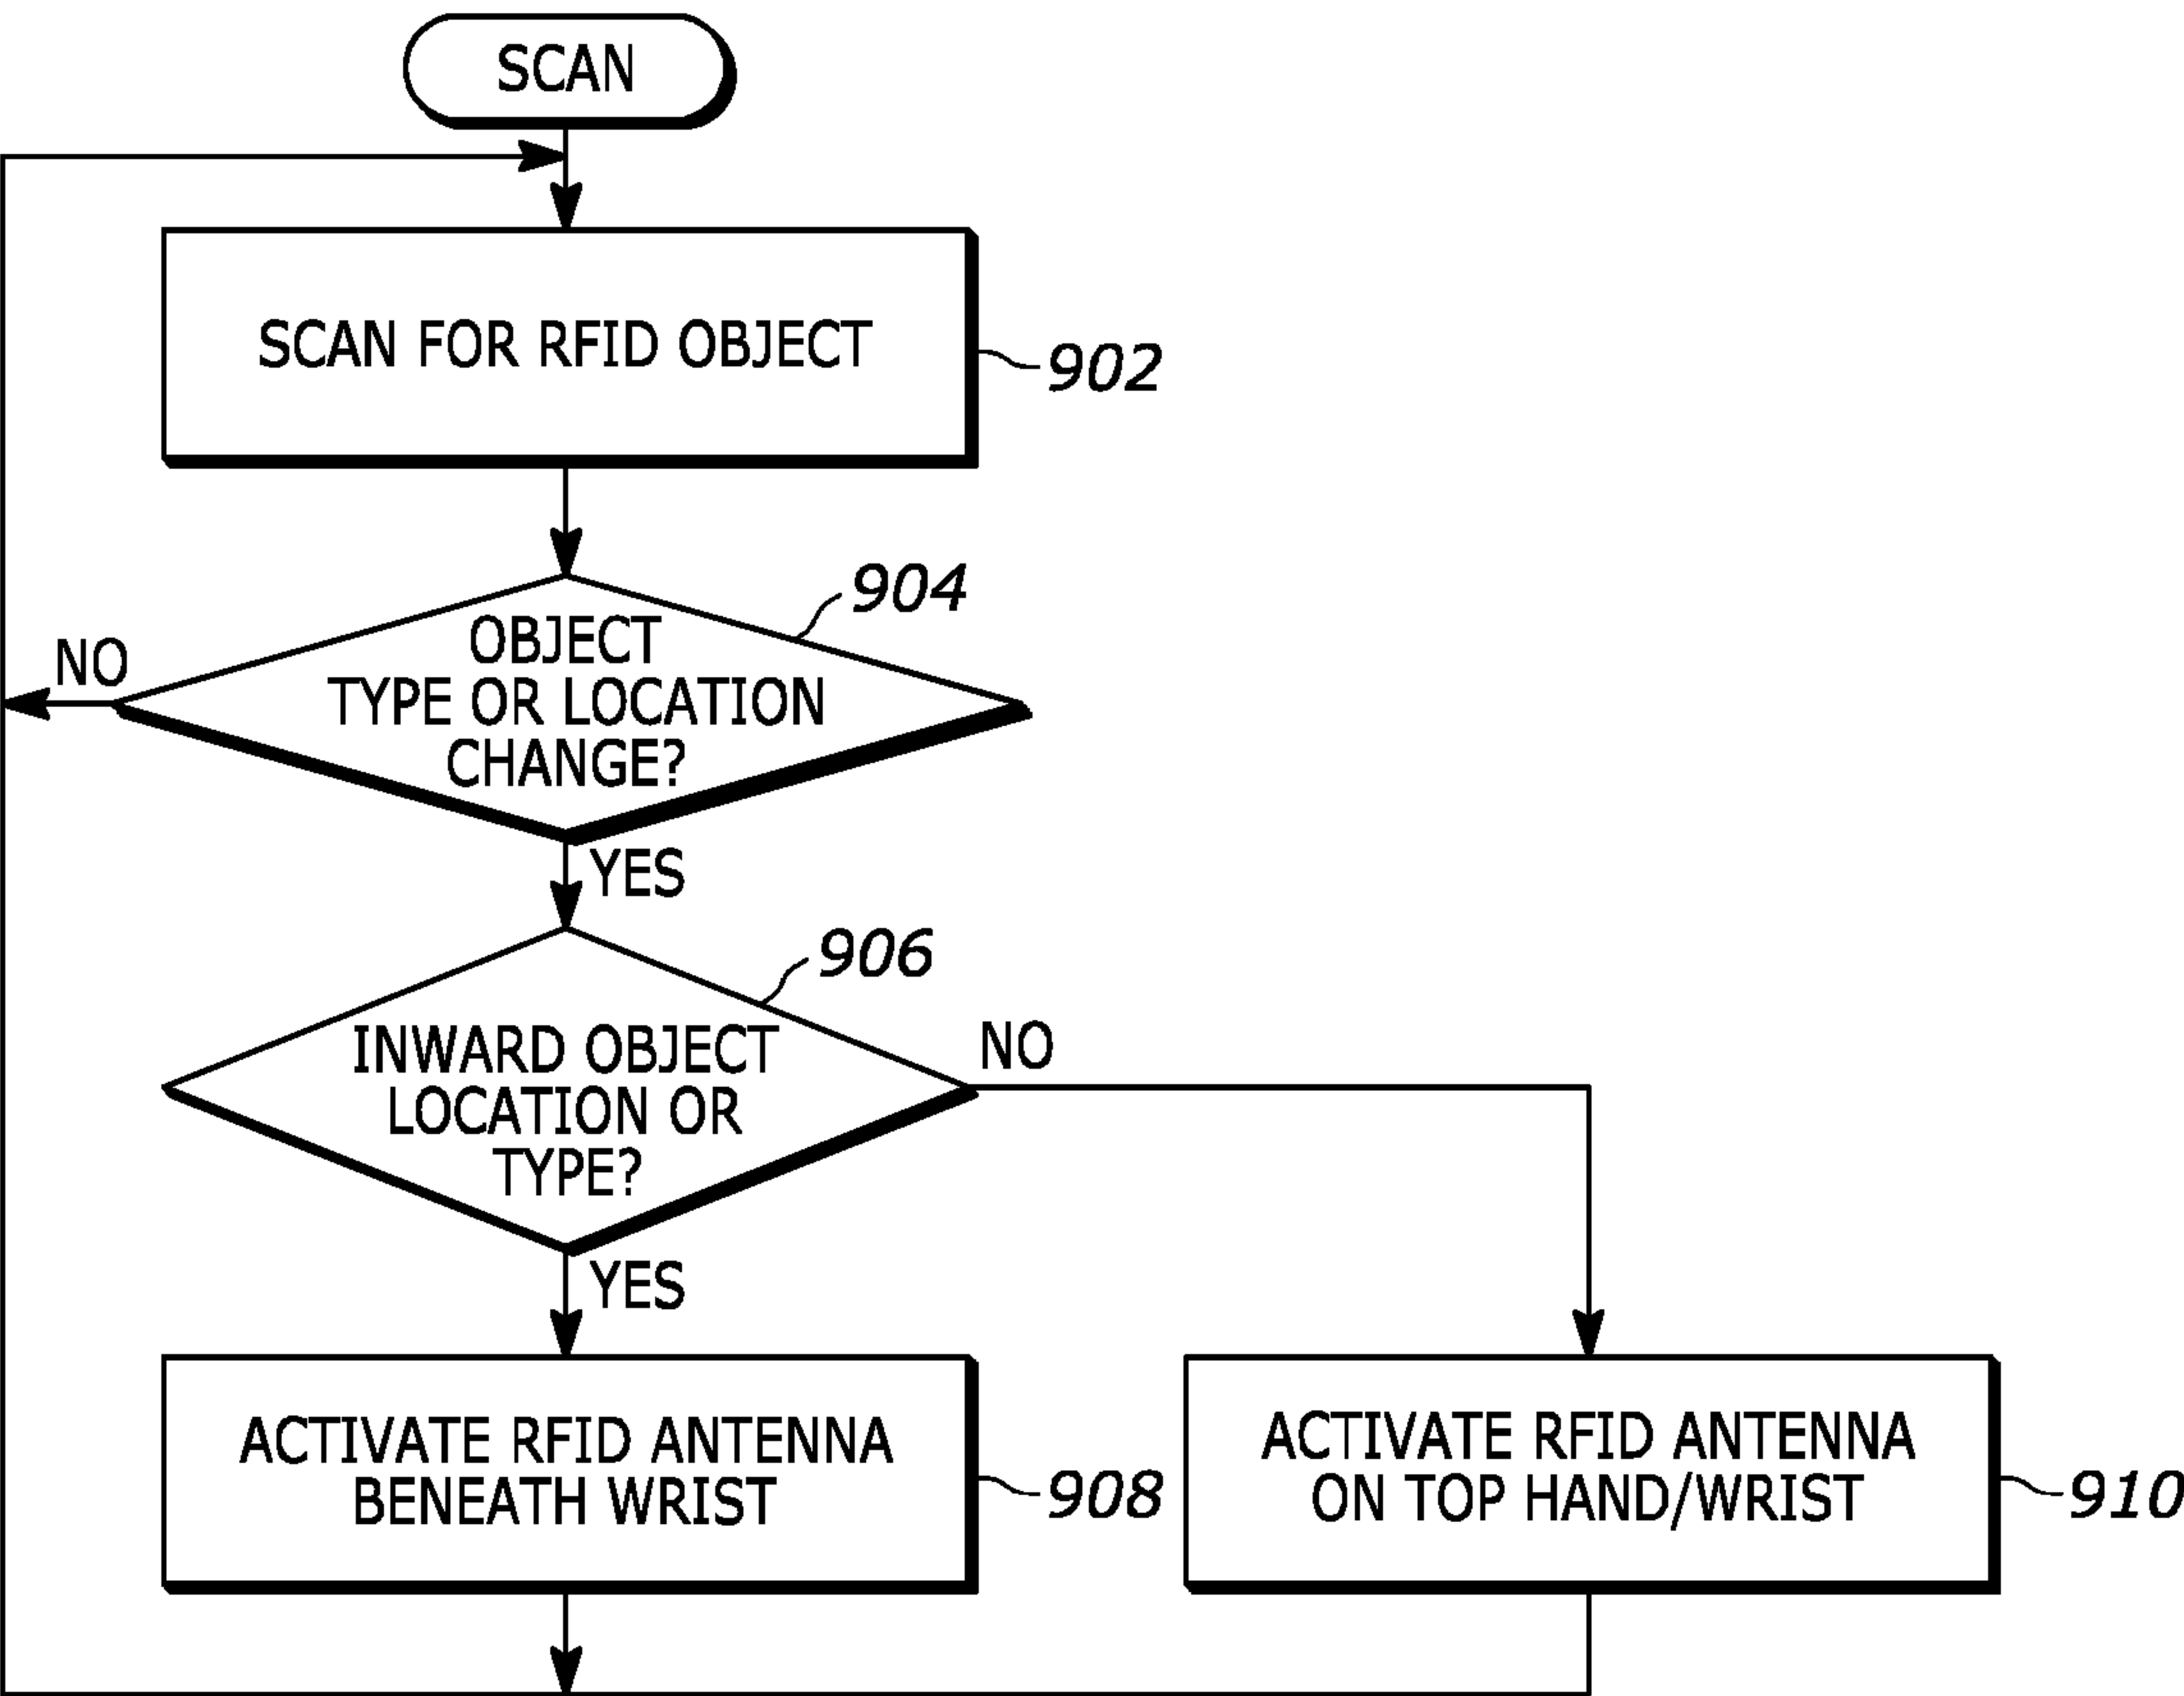 SCAN
SCAN FOR RFID OBJECT
902
904
OBJECT
TYPE OR LOCATION
CHANGE?
NO
YES
906
INWARD OBJECT
LOCATION OR
TYPE?
NO
YES
ACTIVATE RFID ANTENNA
BENEATH WRIST
908
ACTIVATE RFID ANTENNA
ON TOP HAND/WRIST
910